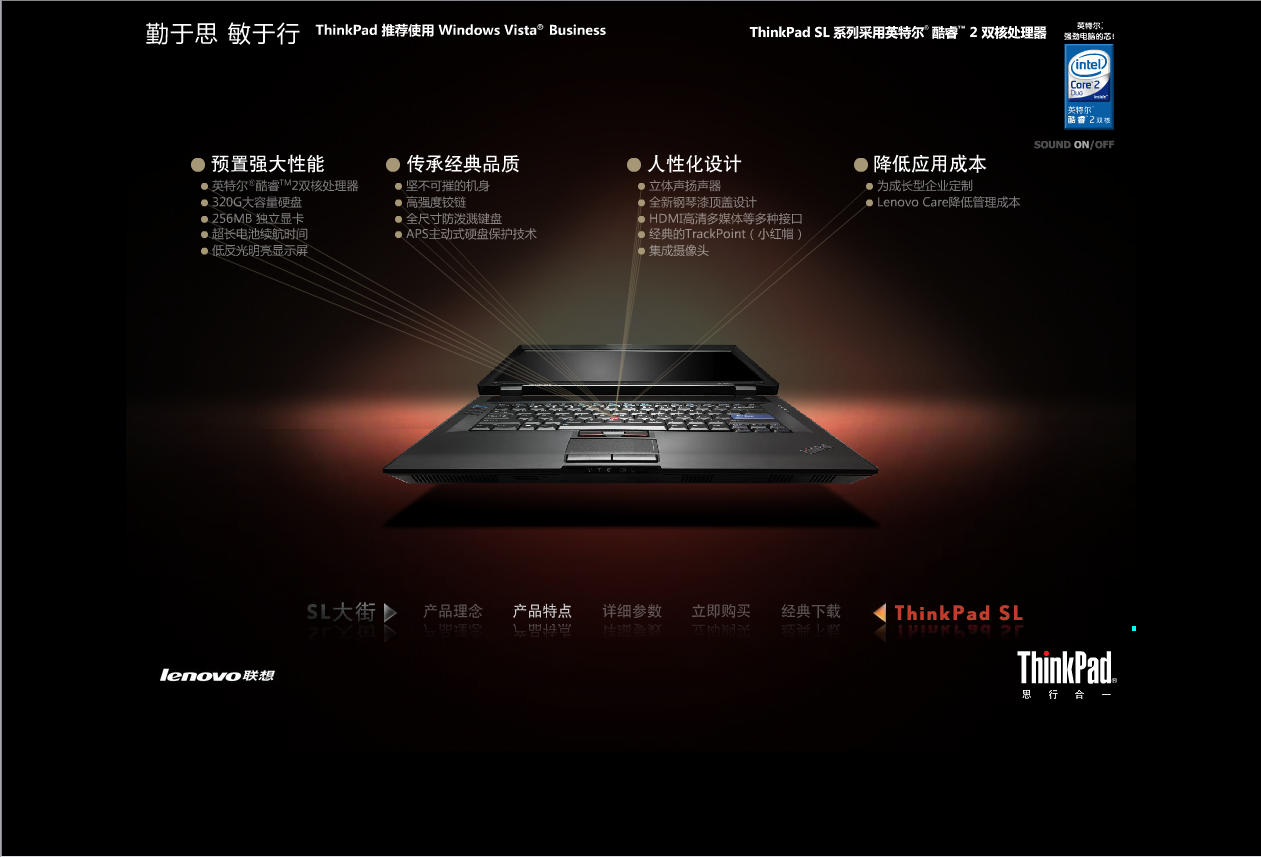 勤于思 敏于行
ThinkPad 推荐使用 Windows Vista® Business
ThinkPad SL 系列采用英特尔® 酷睿™ 2 双核处理器
英特尔®
强劲电脑的芯!
intel
Core™2
Duo
inside™
英特尔®
酷睿™2 双核
SOUND ON/OFF
预置强大性能
英特尔®酷睿TM2双核处理器
320G大容量硬盘
256MB 独立显卡
超长电池续航时间
低反光明亮显示屏
传承经典品质
坚不可摧的机身
高强度铰链
全尺寸防泼溅键盘
APS主动式硬盘保护技术
人性化设计
立体声扬声器
全新钢琴漆顶盖设计
HDMI高清多媒体等多种接口
经典的TrackPoint（小红帽）
集成摄像头
降低应用成本
为成长型企业定制
Lenovo Care降低管理成本
SL大街
产品理念
产品特点
详细参数
立即购买
经典下载
ThinkPad SL
lenovo联想
ThinkPad®
思行合一